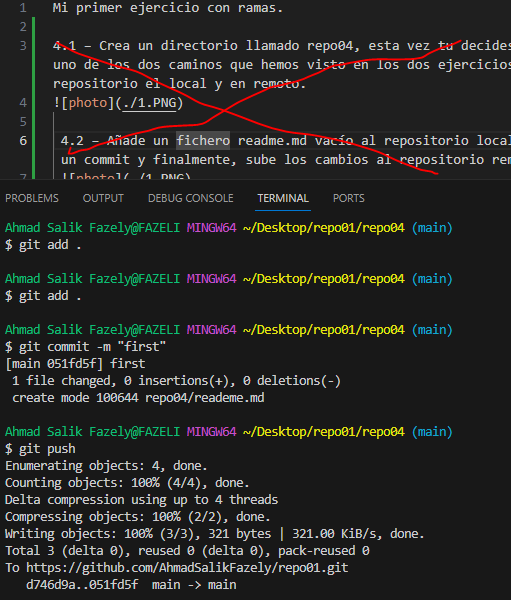 1 Mi primer ejercicio con ramas.
2
3 4.1 – Crea un directorio llamado repo04, esta vez tu decides
uno de los dos caminos que hemos visto en los dos ejercicios
repositorio el local y en remoto.
4 ![photo](./1.PNG)
5
6 4.2 – Añade un fichero readme.md vacío al repositorio local
un commit y finalmente, sube los cambios al repositorio rem
7 ![photo](./1.PNG)
PROBLEMS OUTPUT DEBUG CONSOLE TERMINAL PORTS
Ahmad Salik Fazely@FAZELI MINGW64 ~/Desktop/repo01/repo04 (main)
$ git add .
Ahmad Salik Fazely@FAZELI MINGW64 ~/Desktop/repo01/repo04 (main)
$ git add .
Ahmad Salik Fazely@FAZELI MINGW64 ~/Desktop/repo01/repo04 (main)
$ git commit -m "first"
[main 051fd5f] first
1 file changed, 0 insertions(+), 0 deletions(-)
create mode 100644 repo04/reademe.md
Ahmad Salik Fazely@FAZELI MINGW64 ~/Desktop/repo01/repo04 (main)
$ git push
Enumerating objects: 4, done.
Counting objects: 100% (4/4), done.
Delta compression using up to 4 threads
Compressing objects: 100% (2/2), done.
Writing objects: 100% (3/3), 321 bytes | 321.00 KiB/s, done.
Total 3 (delta 0), reused 0 (delta 0), pack-reused 0
To https://github.com/AhmadSalikFazely/repo01.git
d746d9a..051fd5f main -> main